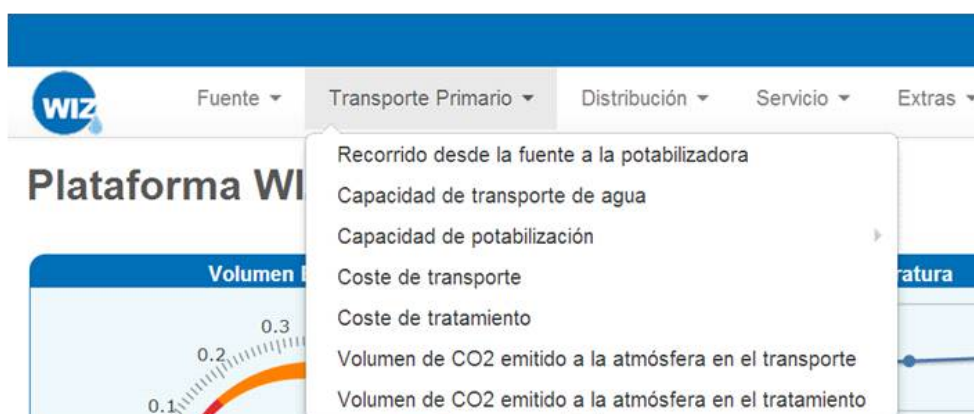 WIZ
Fuente
Transporte Primario
Distribución
Servicio
Extras
Recorrido desde la fuente a la potabilizadora
Plataforma WI
Capacidad de transporte de agua
Capacidad de potabilización
Volumen
ratura
Coste de transporte
0.3
Coste de tratamiento
0.2
Volumen de CO2 emitido a la atmósfera en el transporte
0.1
Volumen de CO2 emitido a la atmósfera en el tratamiento